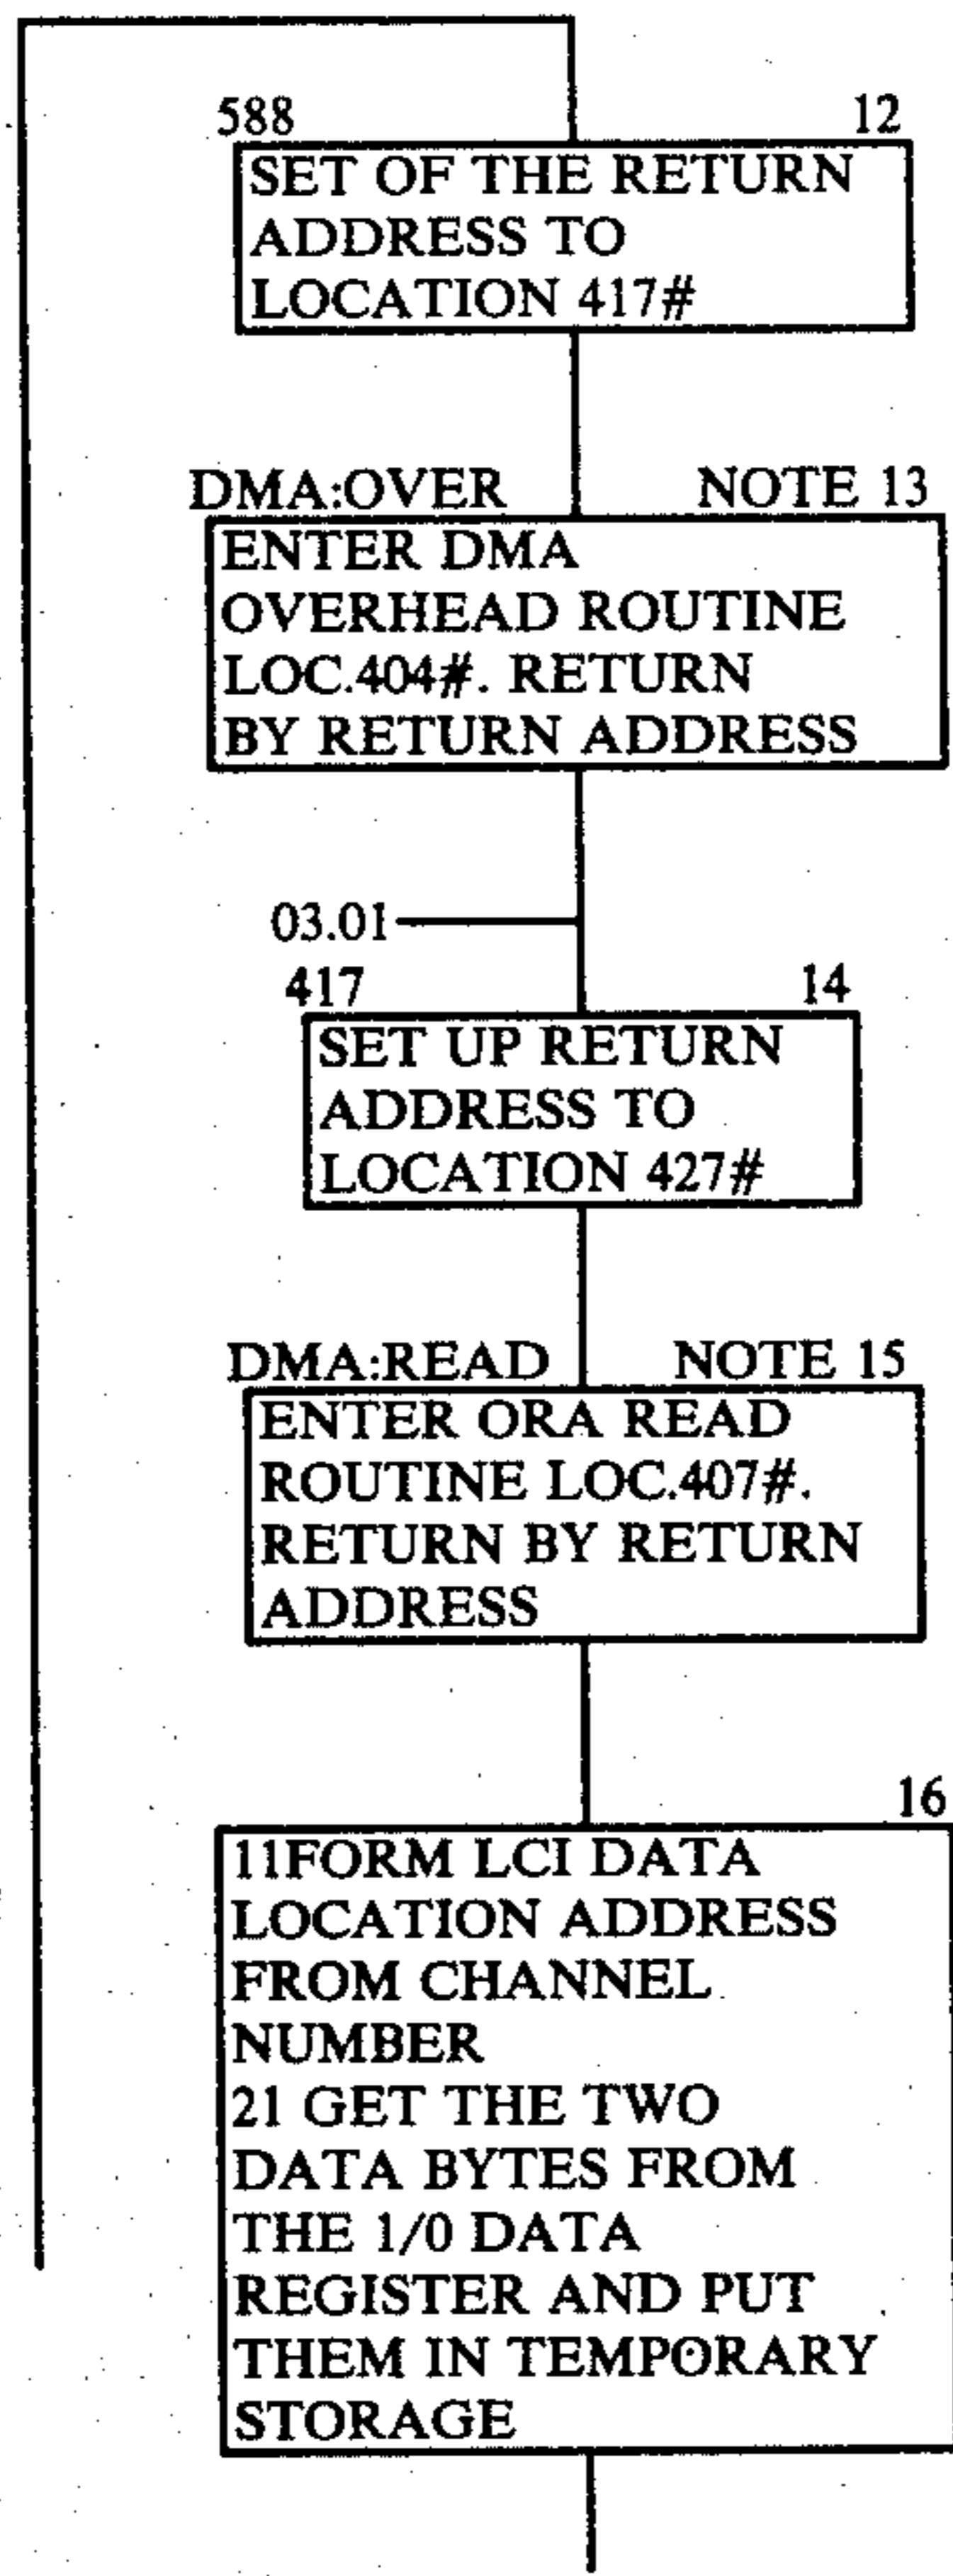 588 12
SET OF THE RETURN
ADDRESS TO
LOCATION 417#
DMA:OVER NOTE 13
ENTER DMA
OVERHEAD ROUTINE
LOC.404#. RETURN
BY RETURN ADDRESS
03.01
417 14
SET UP RETURN
ADDRESS TO
LOCATION 427#
DMA:READ NOTE 15
ENTER ORA READ
ROUTINE LOC.407#.
RETURN BY RETURN
ADDRESS
16
11FORM LCI DATA
LOCATION ADDRESS
FROM CHANNEL
NUMBER
21 GET THE TWO
DATA BYTES FROM
THE 1/0 DATA
REGISTER AND PUT
THEM IN TEMPORARY
STORAGE